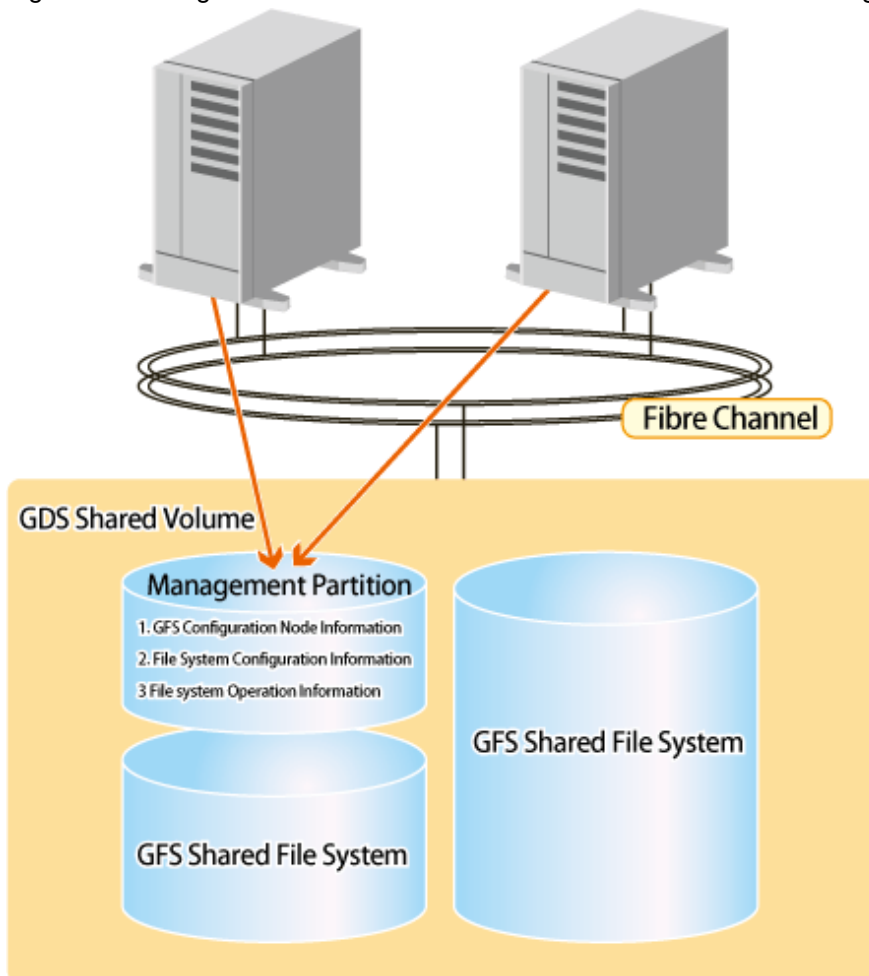 Fibre Channel
GDS Shared Volume
Management Partition
1. GFS Configuration Node Information
2. File System Configuration Information
3 File system Operation Information
GFS Shared File System
GFS Shared File System